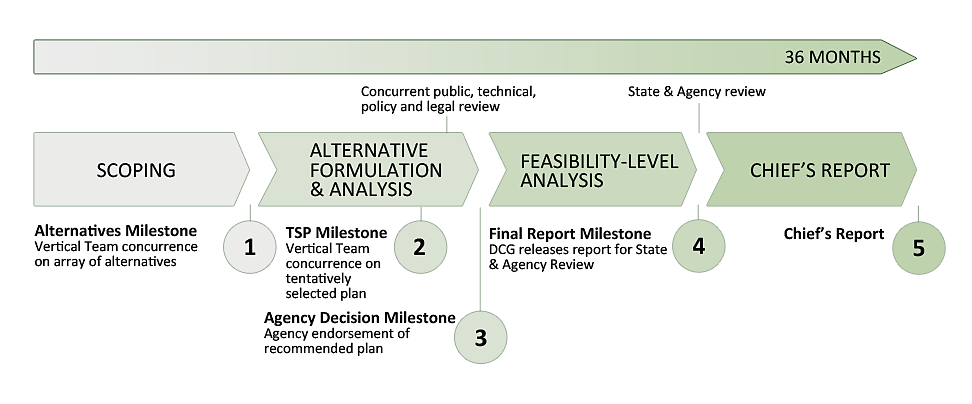 36 MONTHS
Concurrent public, technical,
policy and legal review
State & Agency review
SCOPING
ALTERNATIVE
FORMULATION
& ANALYSIS
FEASIBILITY-LEVEL
ANALYSIS
CHIEF'S REPORT
Alternatives Milestone
Vertical Team concurrence
on array of alternatives
1
TSP Milestone
Vertical Team
concurrence on
tentatively
selected plan
2
Agency Decision Milestone
Agency endorsement of
recommended plan
3
Final Report Milestone
DCG releases report for State
& Agency Review
4
Chief's Report
5